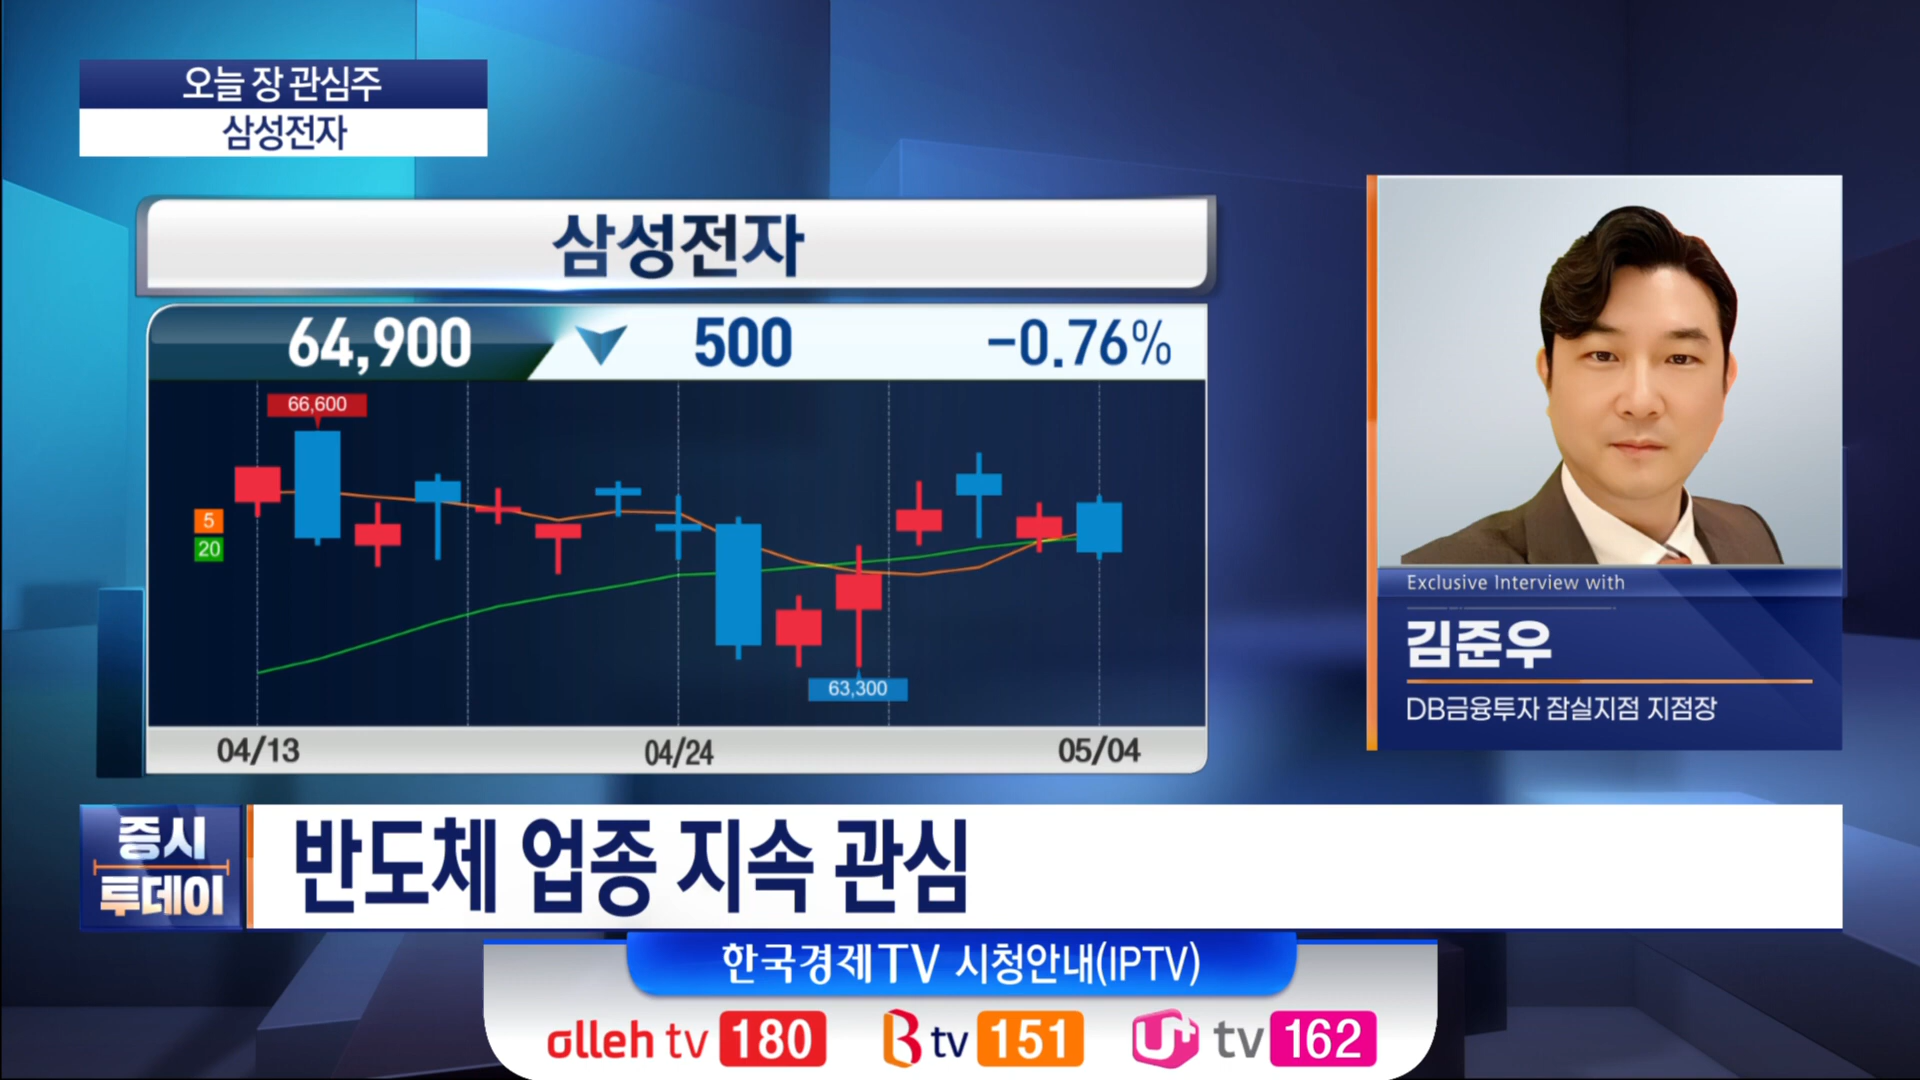 오늘 장 관심주
삼성전자
삼성전자
64,900 ▼ 500 -0.76%
66,600
5
20
63,300
04/13 04/24 05/04
Exclusive Interview with
김준우
DB금융투자 잠실지점 지점장
증시
투데이
반도체 업종 지속 관심
한국경제TV 시청안내(IPTV)
olleh tv 180 B tv 151 U+ tv 162